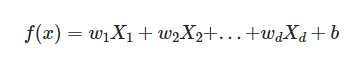 f(x) = w₁X₁ + w₂X₂+…+w_dX_d + b